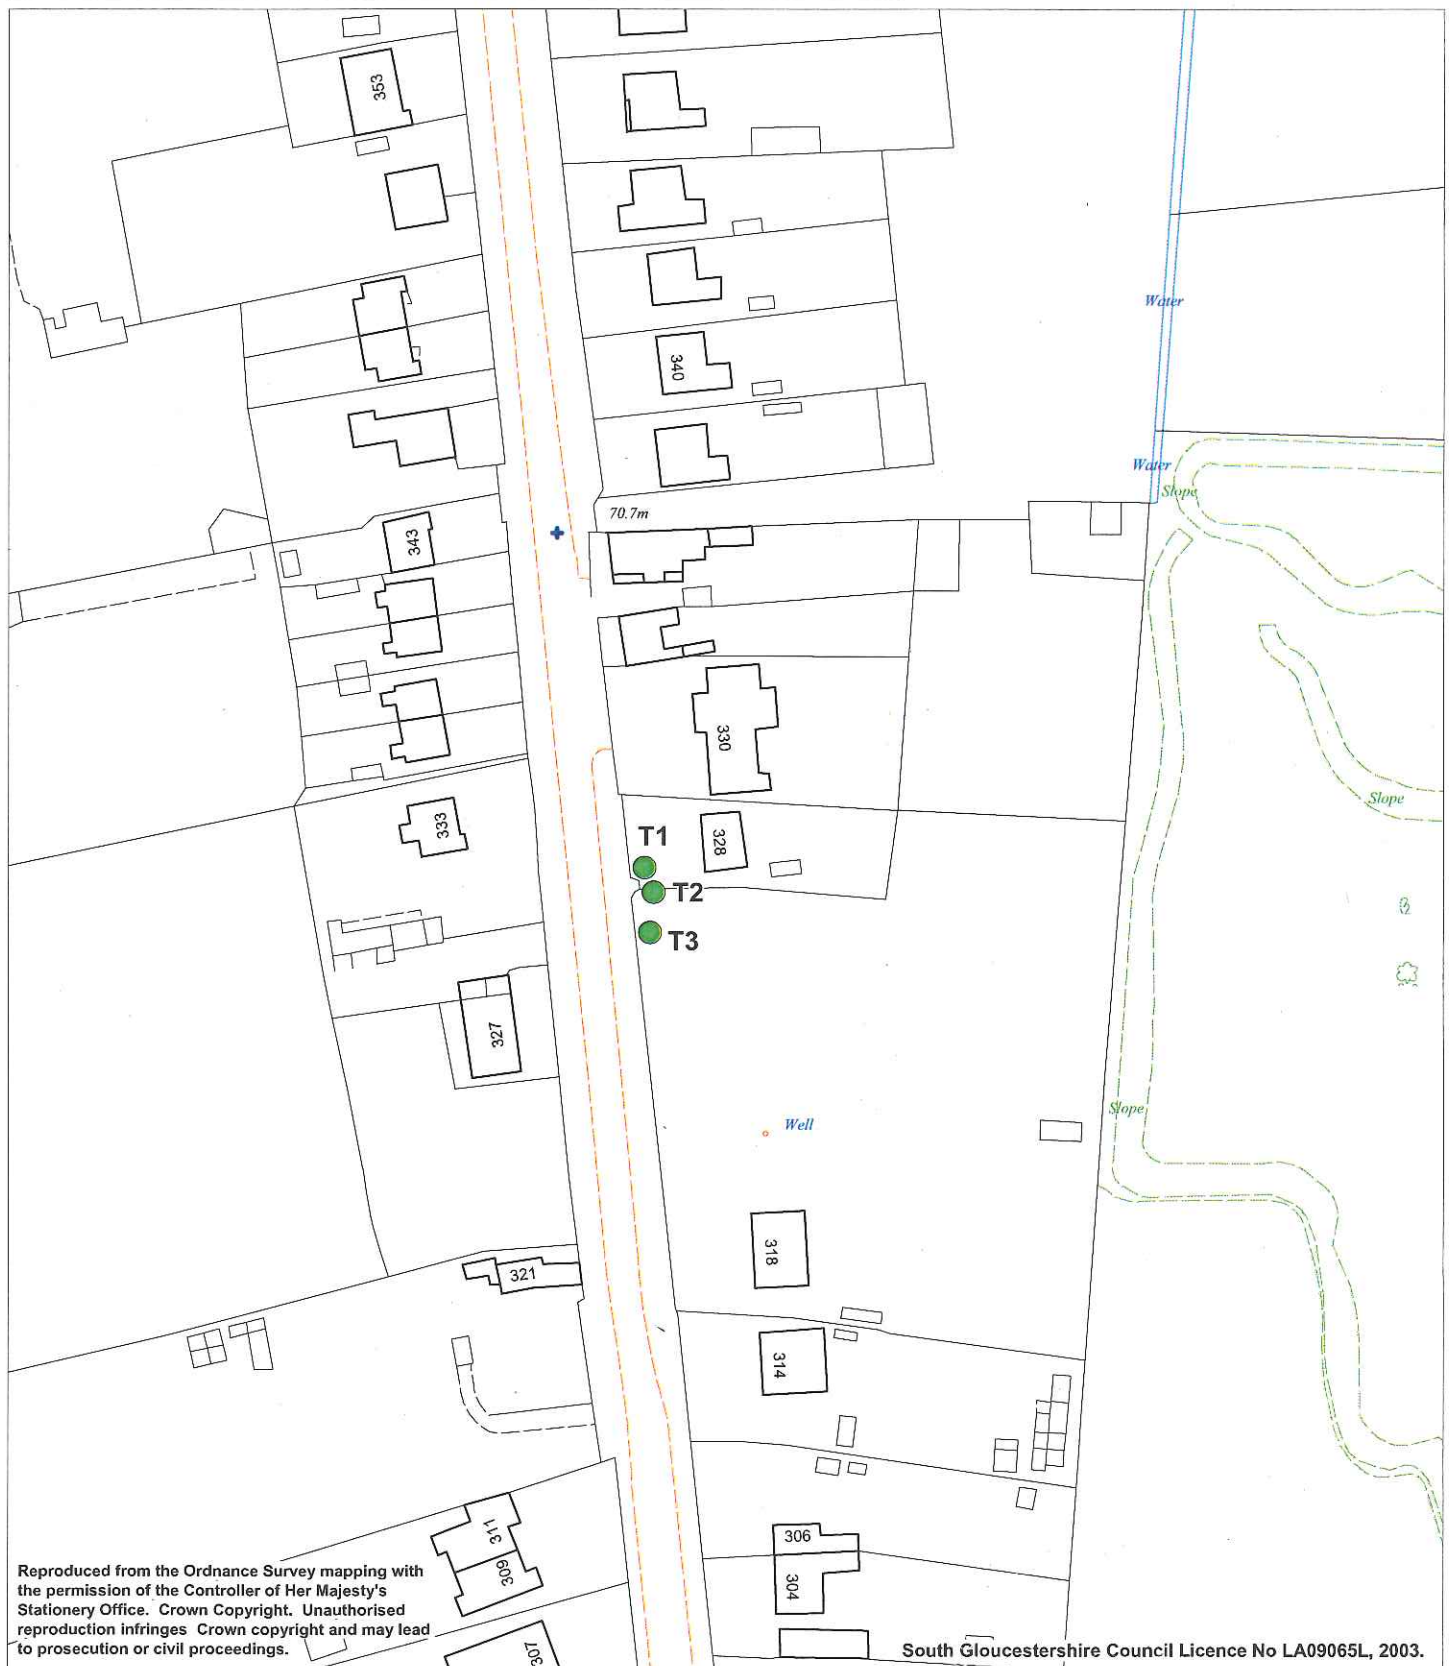 353
Water
340
Water
Slope
70.7m
343
330
Slope
333
T1
328
T2
T3
327
Slope
Well
318
321
314
311
306
309
304
307
Reproduced from the Ordnance Survey mapping with
the permission of the Controller of Her Majesty's
Stationery Office. Crown Copyright. Unauthorised
reproduction infringes Crown copyright and may lead
to prosecution or civil proceedings.
South Gloucestershire Council Licence No LA09065L, 2003.